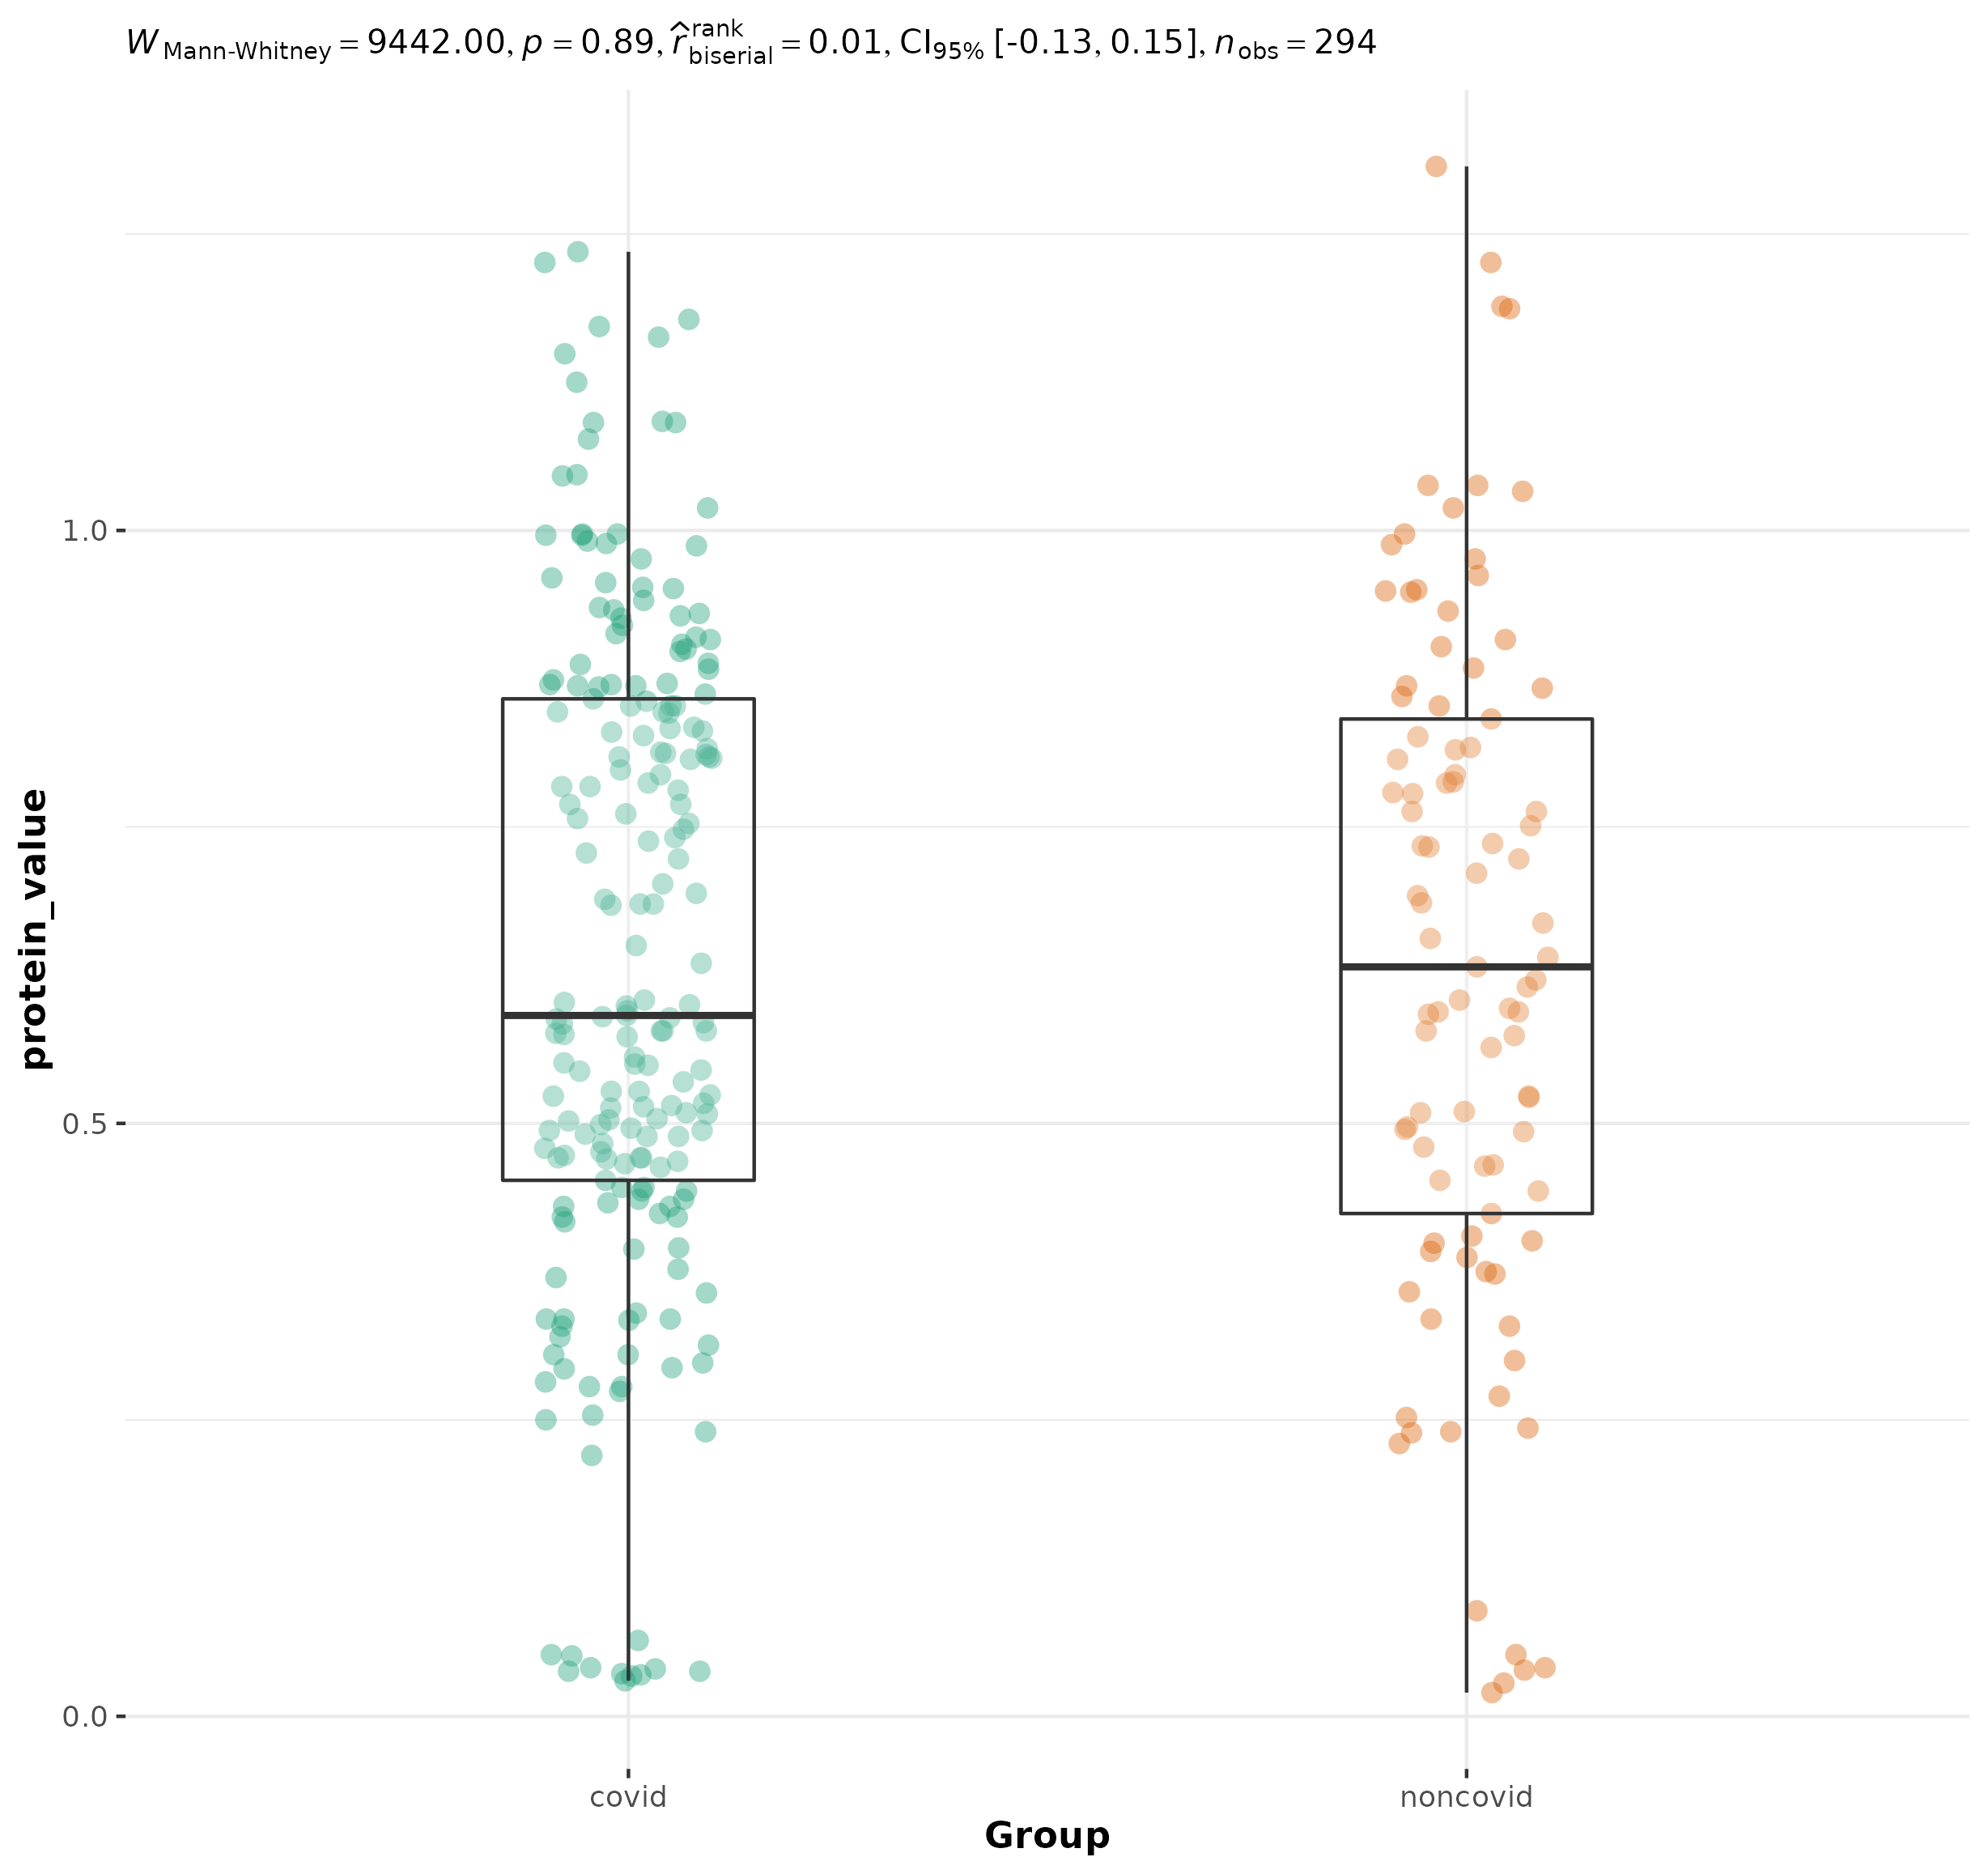 W Mann-Whitney = 9442.00, p = 0.89, r̂ rank biserial = 0.01, CI95% [-0.13, 0.15], n obs = 294
protein_value
1.0
0.5
0.0
covid noncovid
Group